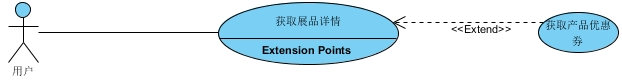 获取展品详情
Extension Points
<<Extend>>
获取产品优惠
券
用户